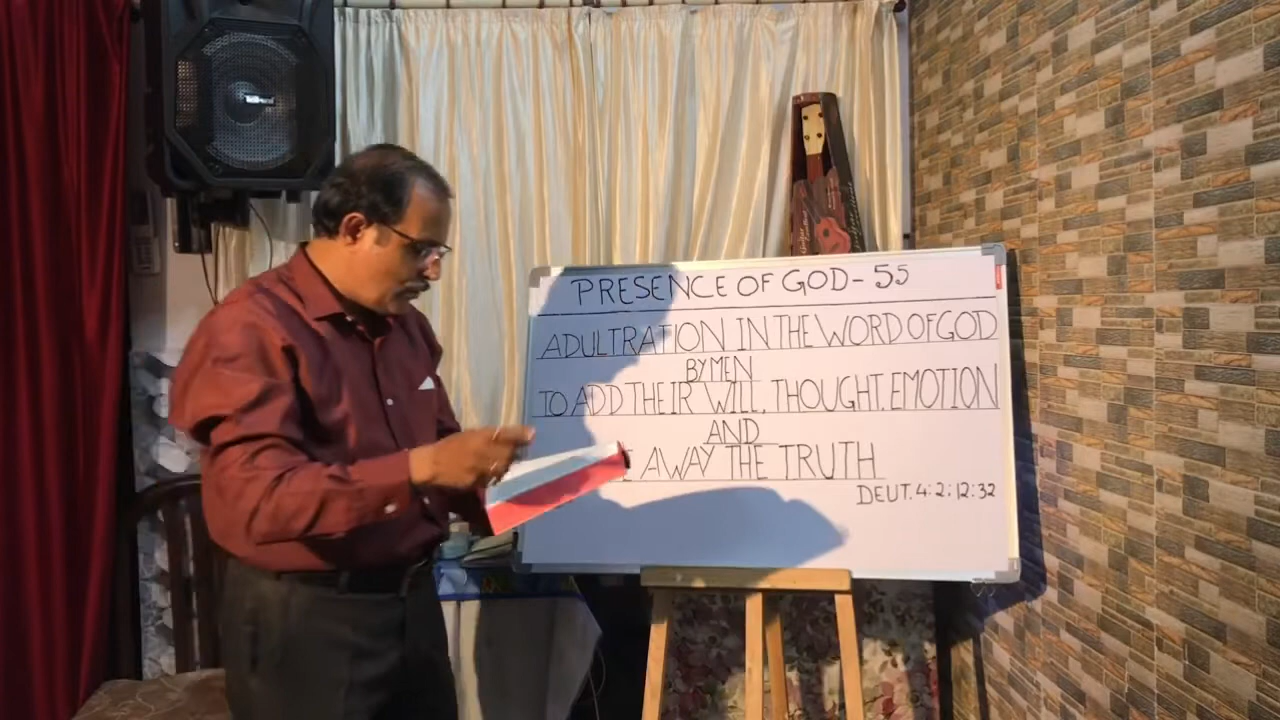 PRESENCE OF GOD - 55
ADULTRATION IN THE WORD OF GOD
BY MEN
TO ADD THEIR WILL, THOUGHT, EMOTION
AND
AWAY THE TRUTH
DEUT. 4:2; 12:32